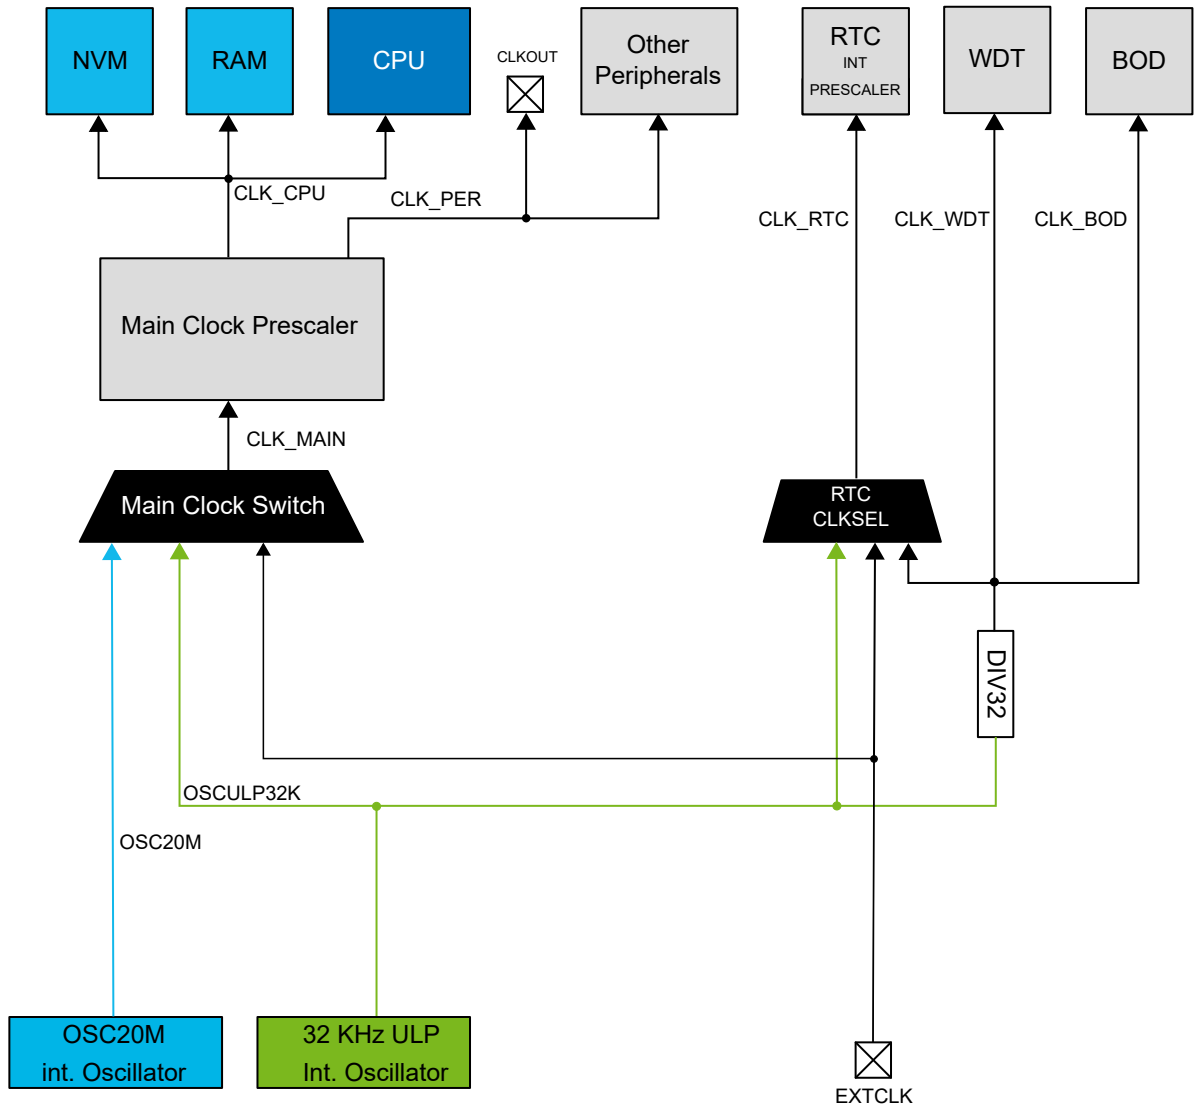 NVM
RAM
CPU
CLKOUT
Other
Peripherals
RTC
INT
PRESCALER
WDT
BOD
CLK_CPU
CLK_PER
CLK_RTC
CLK_WDT
CLK_BOD
Main Clock Prescaler
CLK_MAIN
Main Clock Switch
RTC
CLKSEL
DIV32
OSCULP32K
OSC20M
OSC20M
int. Oscillator
32 KHz ULP
Int. Oscillator
EXTCLK